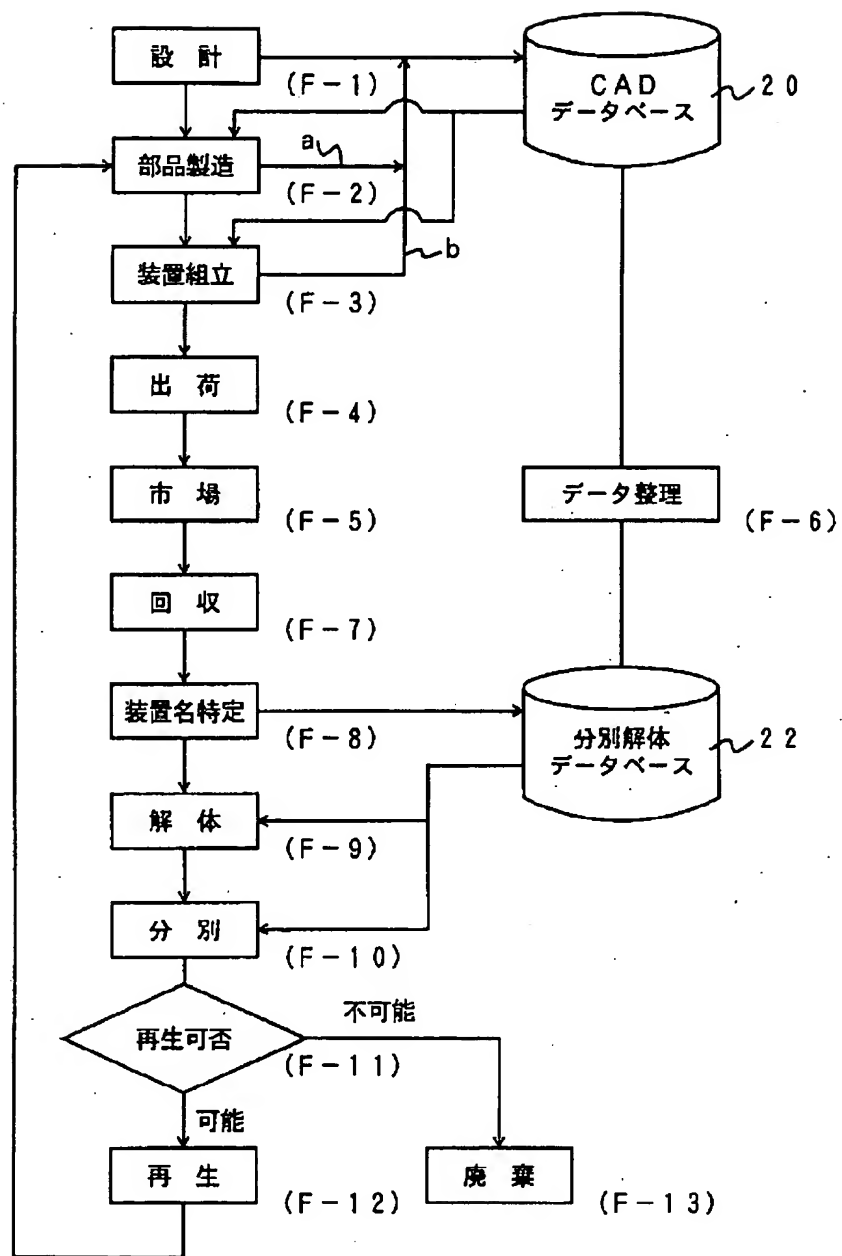 設 計
(F-1)
CAD
データベース
20
部品製造
a
(F-2)
装置組立
b
(F-3)
出 荷
(F-4)
市 場
(F-5)
データ整理
(F-6)
回 収
(F-7)
装置名特定
(F-8)
分別解体
データベース
22
解 体
(F-9)
分 別
(F-10)
再生可否
不可能
(F-11)
可能
再 生
(F-12)
廃 棄
(F-13)